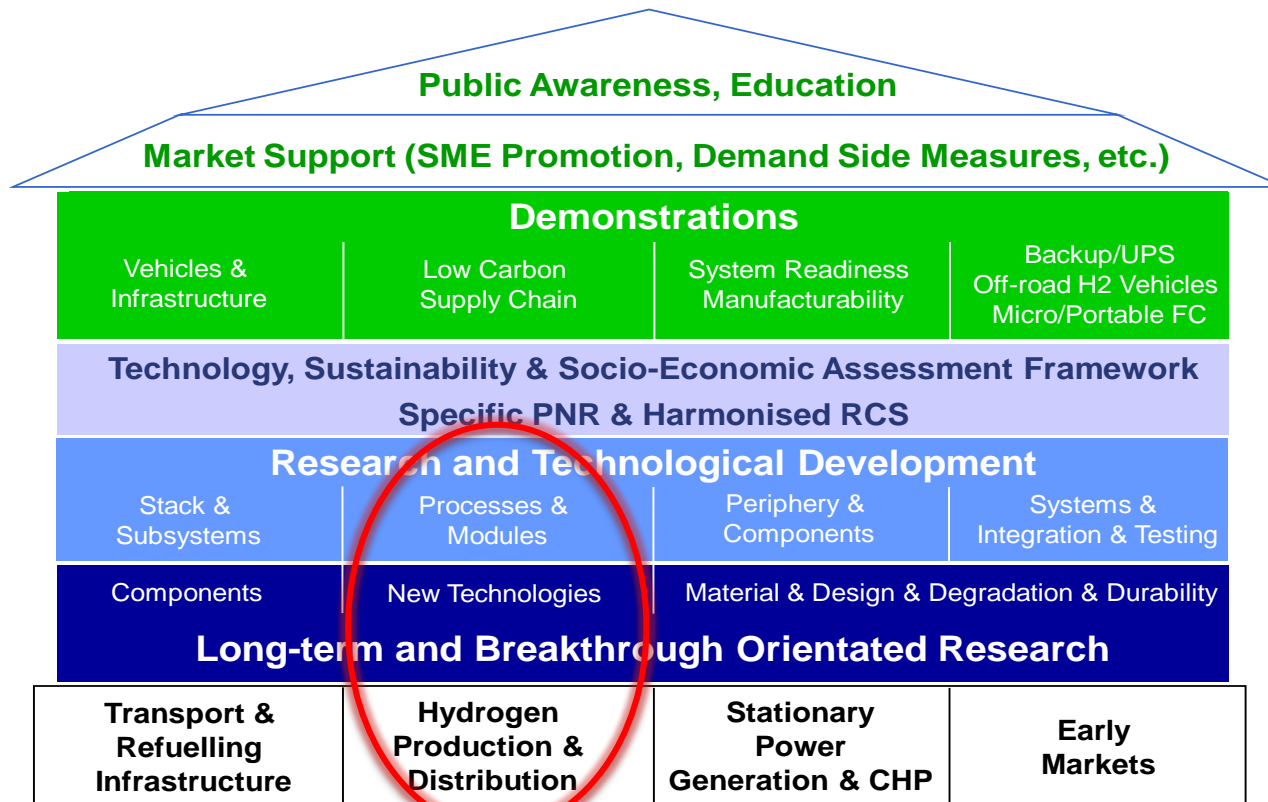 Public Awareness, Education
Market Support (SME Promotion, Demand Side Measures, etc.)
Demonstrations
Vehicles &
Infrastructure
Low Carbon
Supply Chain
System Readiness
Manufacturability
Backup/UPS
Off-road H2 Vehicles
Micro/Portable FC
Technology, Sustainability & Socio-Economic Assessment Framework
Specific PNR & Harmonised RCS
Research and Technological Development
Stack &
Subsystems
Processes &
Modules
Periphery &
Components
Systems &
Integration & Testing
Components
New Technologies
Material & Design & Degradation & Durability
Long-term and Breakthrough Orientated Research
Transport &
Refuelling
Infrastructure
Hydrogen
Production &
Distribution
Stationary
Power
Generation & CHP
Early
Markets